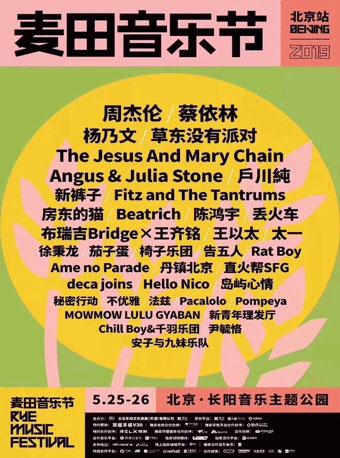 麦田音乐节
北京站
BEIJING
2019
周杰伦 / 蔡依林
杨乃文 / 草东没有派对
The Jesus And Mary Chain
Angus & Julia Stone / 戶川純
新裤子 / Fitz and The Tantrums
房东的猫 / Beatrich / 陈鸿宇 / 丢火车
布瑞吉Bridge×王齐铭 / 王以太 / 太一
徐秉龙 茄子蛋 椅子乐团 告五人 Rat Boy
Ame no Parade 丹镇北京 直火帮SFG
deca joins Hello Nico 岛屿心情
秘密行动 不优雅 法兹 Pacalolo Pompeya
MOWMOW LULU GYABAN 新青年理发厅
Chill Boy&千羽乐团 尹毓恪
安子与九妹乐队
麦田音乐节
RYE
MUSIC
FESTIVAL
5.25-26
北京·长阳音乐主题公园